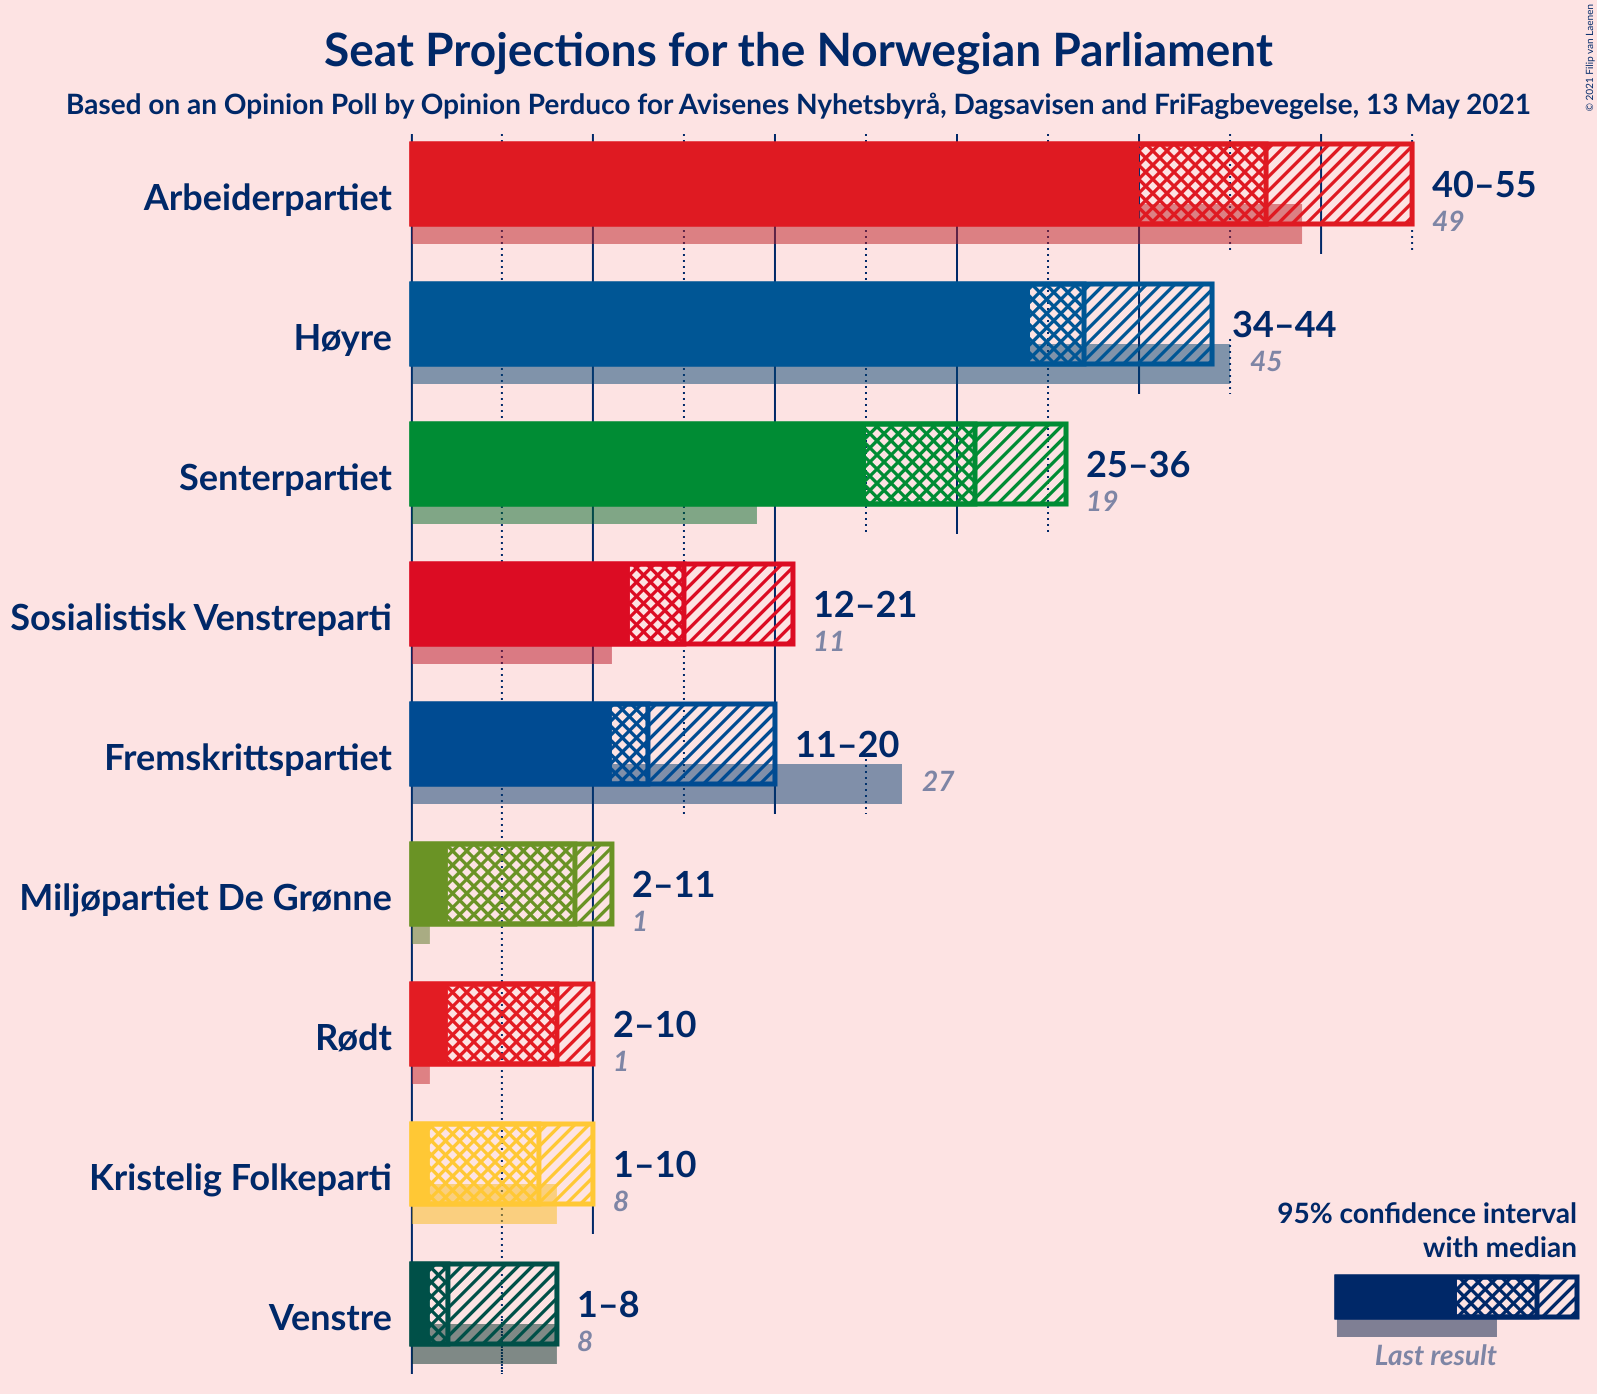 Seat Projections for the Norwegian Parliament
Based on an Opinion Poll by Opinion Perduco for Avisenes Nyhetsbyrå, Dagsavisen and FriFagbevegelse, 13 May 2021
© 2021 Filip van Laenen
Arbeiderpartiet
40–55
49
Høyre
34–44
45
Senterpartiet
25–36
19
Sosialistisk Venstreparti
12–21
11
Fremskrittspartiet
11–20
27
Miljøpartiet De Grønne
2–11
1
Rødt
2–10
1
Kristelig Folkeparti
1–10
8
Venstre
1–8
8
95% confidence interval
with median
Last result